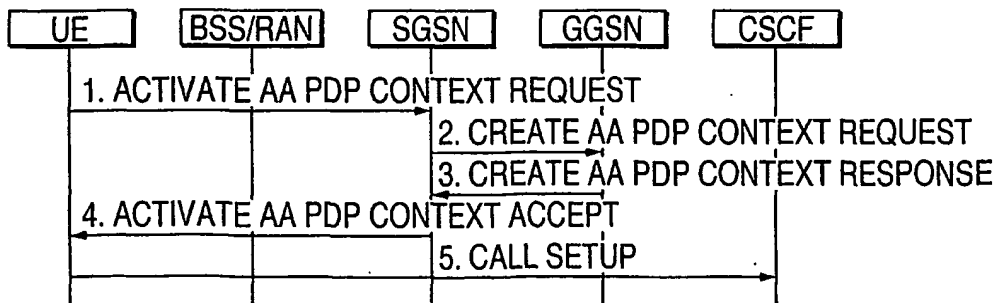 UE BSS/RAN SGSN GGSN CSCF
1. ACTIVATE AA PDP CONTEXT REQUEST
2. CREATE AA PDP CONTEXT REQUEST
3. CREATE AA PDP CONTEXT RESPONSE
4. ACTIVATE AA PDP CONTEXT ACCEPT
5. CALL SETUP